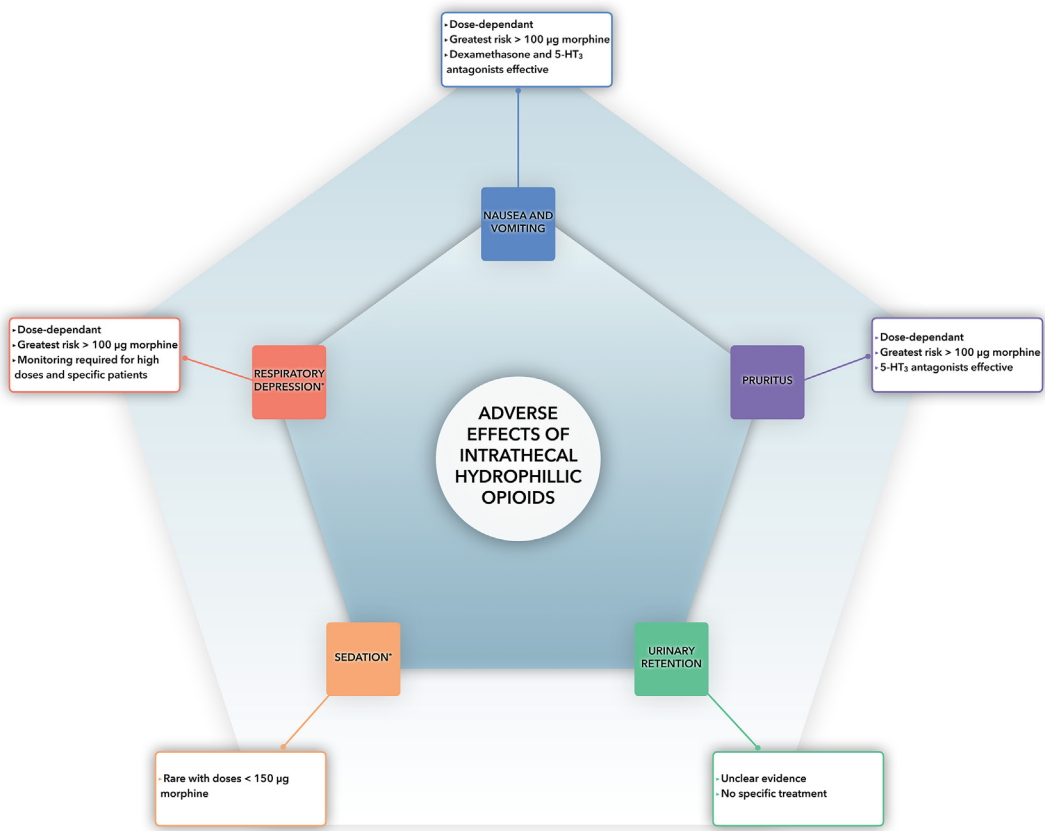 ▸Dose-dependant
▸Greatest risk > 100 µg morphine
▸Dexamethasone and 5-HT₃
antagonists effective
NAUSEA AND
VOMITING
▸Dose-dependant
▸Greatest risk > 100 µg morphine
▸Monitoring required for high
doses and specific patients
RESPIRATORY
DEPRESSION*
PRURITUS
▸Dose-dependant
▸Greatest risk > 100 µg morphine
▸5-HT₃ antagonists effective
ADVERSE
EFFECTS OF
INTRATHECAL
HYDROPHILLIC
OPIOIDS
SEDATION*
URINARY
RETENTION
▸Rare with doses < 150 µg
morphine
▸Unclear evidence
▸No specific treatment